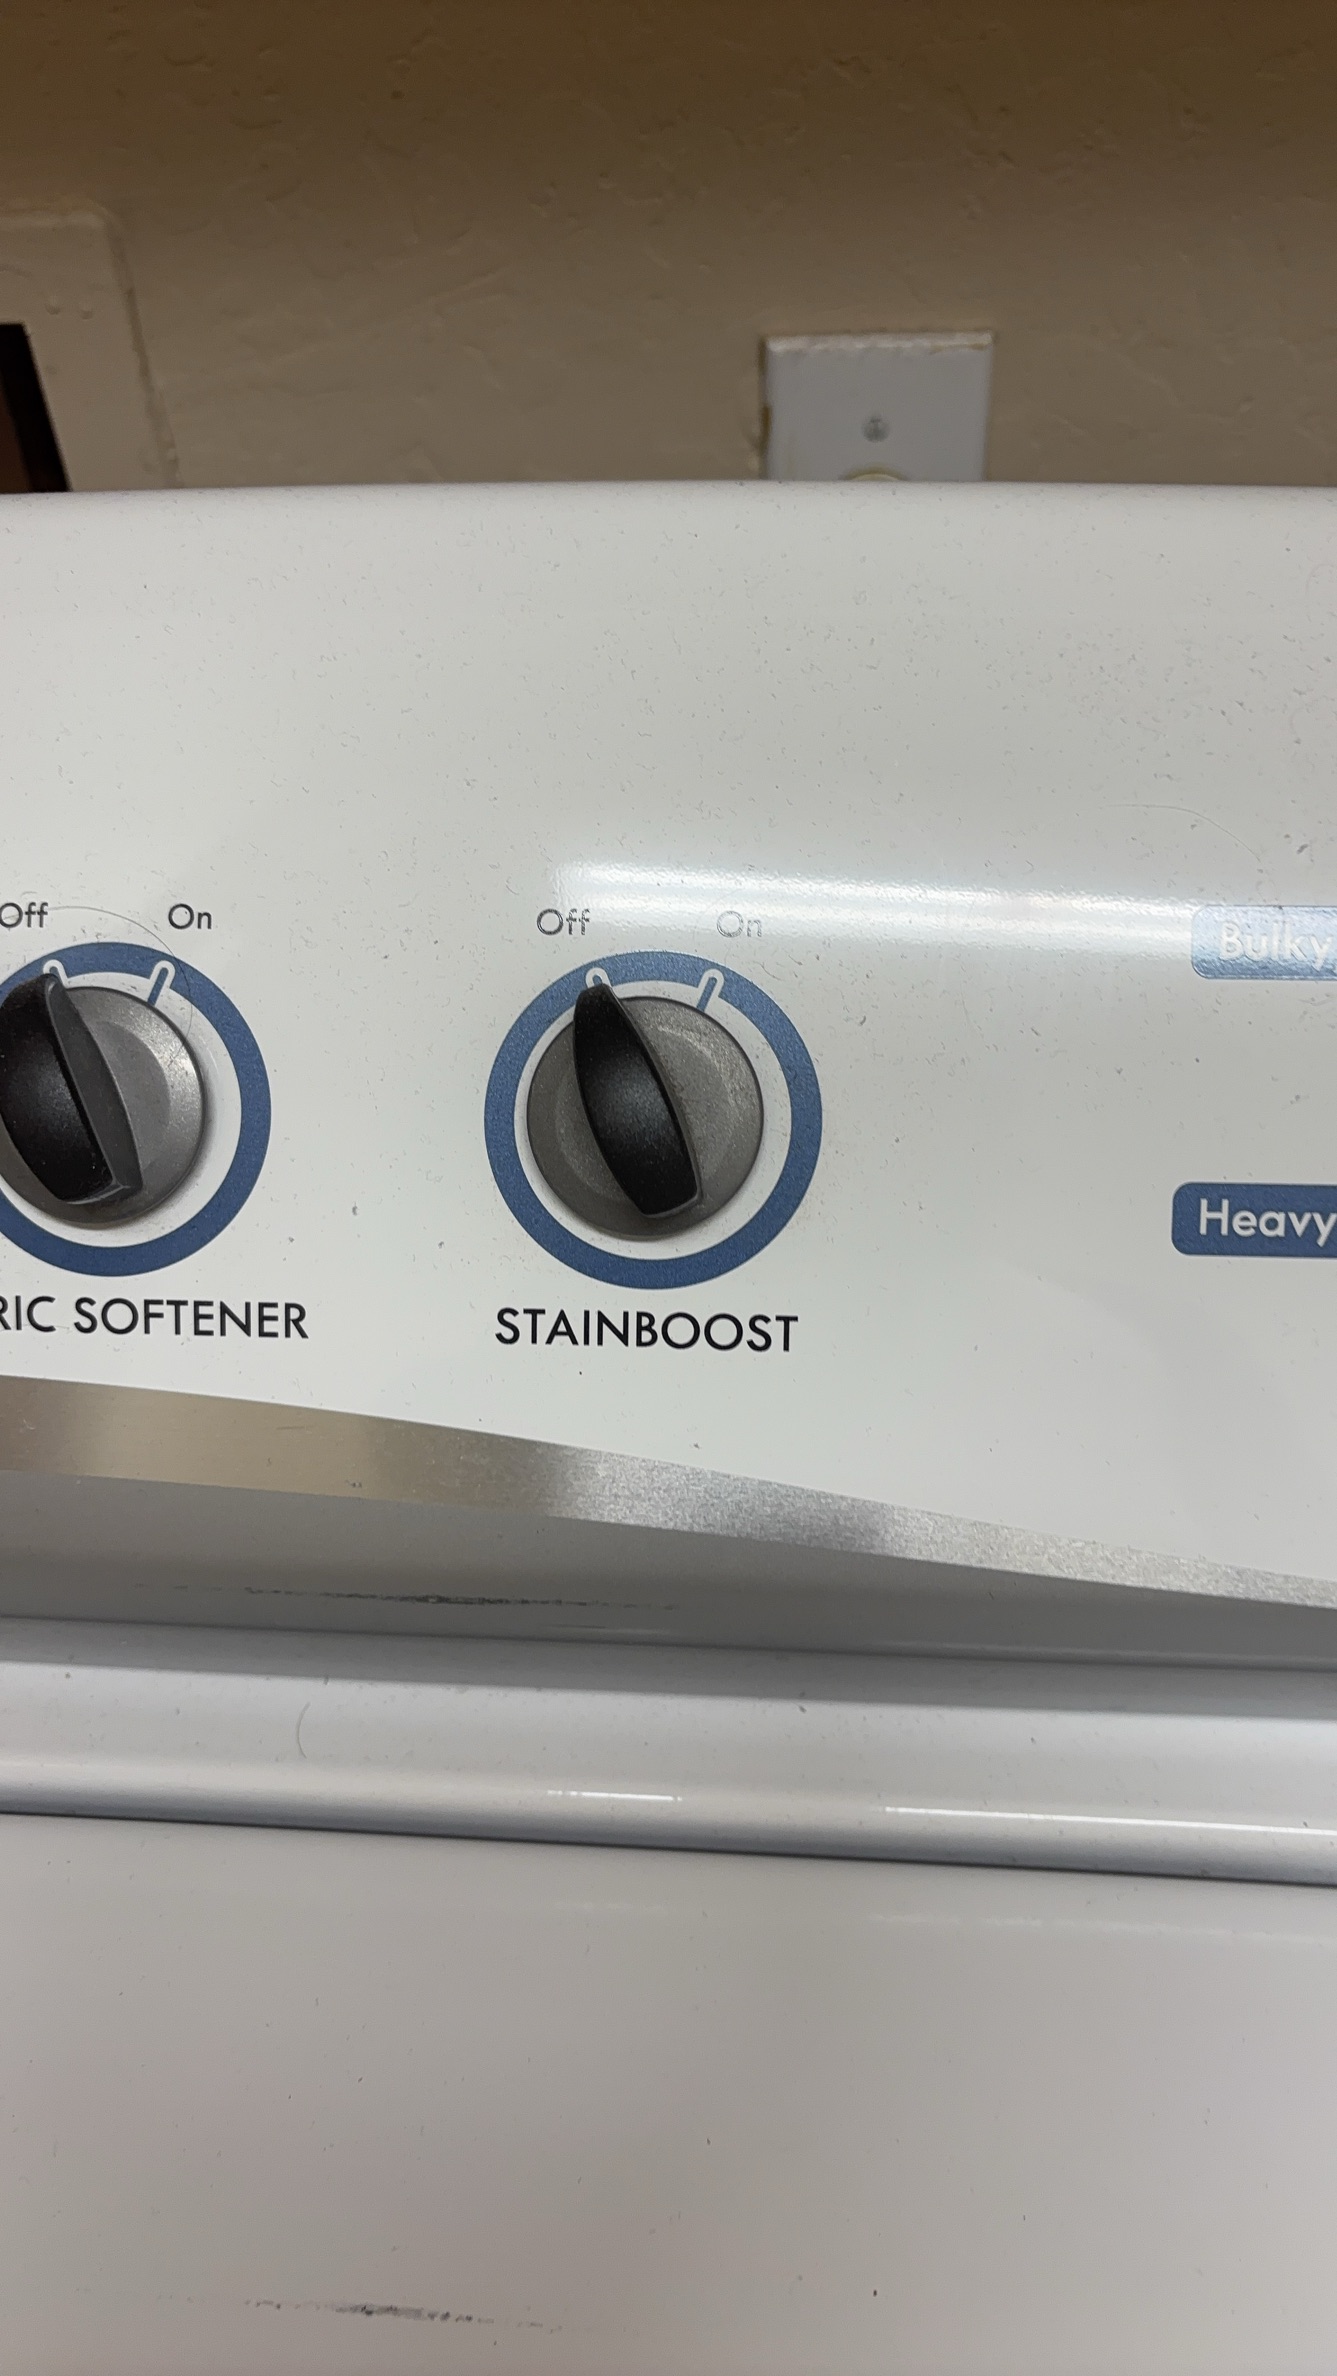 Off On
Off On
Bulky
Heavy
RIC SOFTENER
STAINBOOST